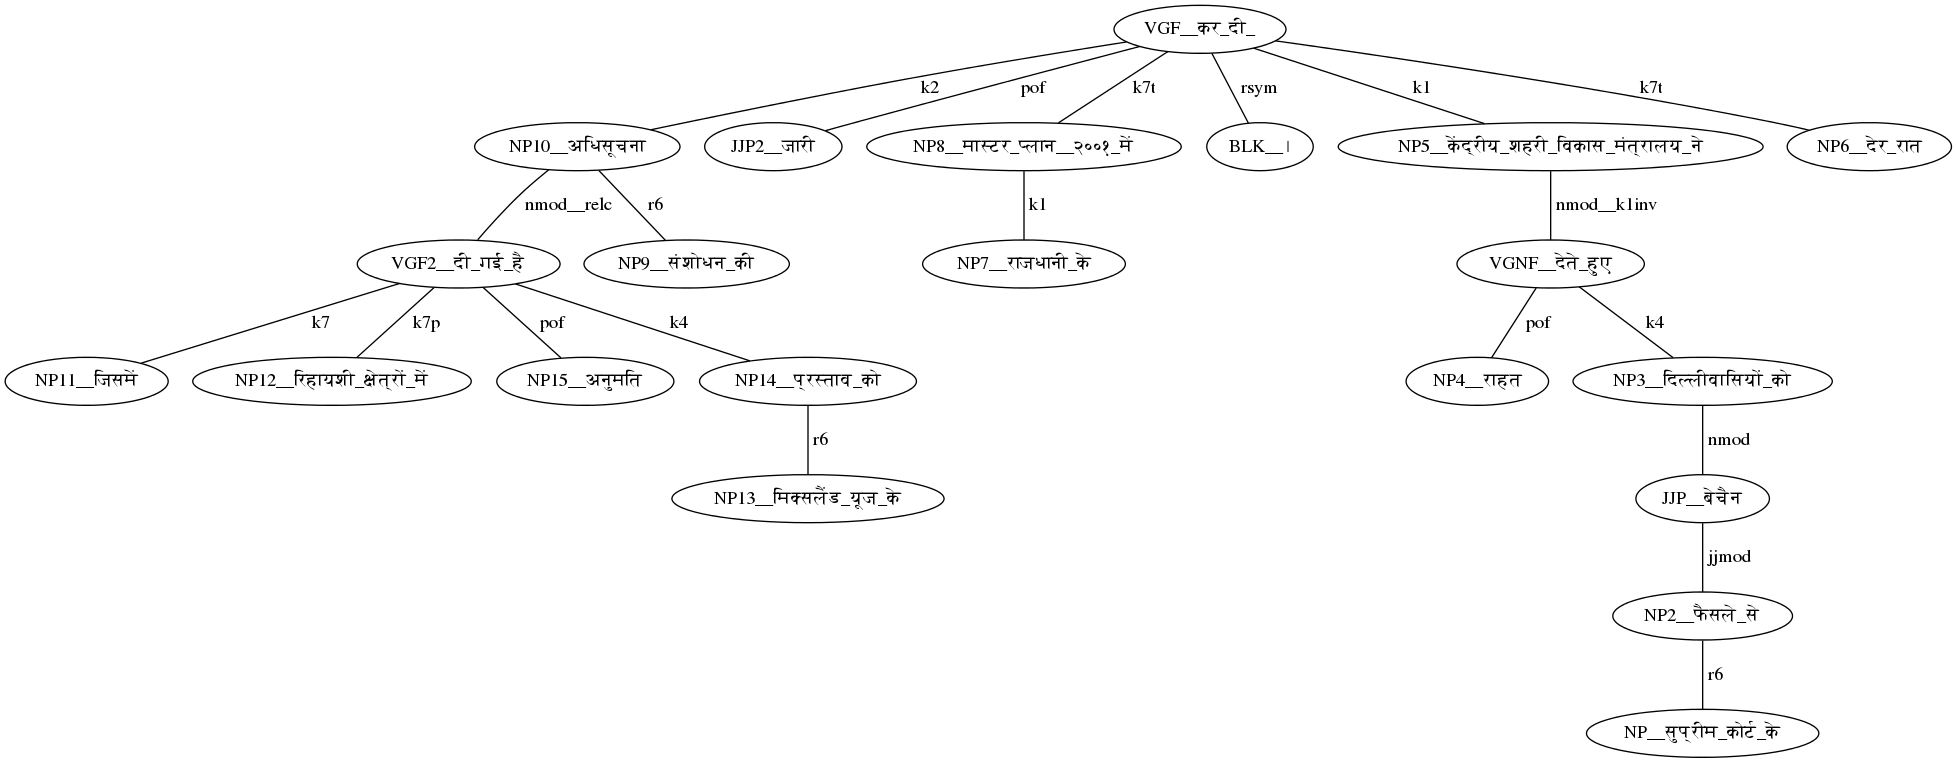 VGF__कर_दी_
k2 pof k7t rsym k1 k7t
NP10__अधिसूचना JJP2__जारी NP8__मास्टर_प्लान__२००१_में BLK__। NP5__केंद्रीय_शहरी_विकास_मंत्रालय_ने NP6__देर_रात
nmod__relc r6 k1 nmod__k1inv
VGF2__दी_गई_है NP9__संशोधन_की NP7__राजधानी_के VGNF__देते_हुए
k7 k7p pof k4 pof k4
NP11__जिसमें NP12__रिहायशी_क्षेत्रों_में NP15__अनुमति NP14__प्रस्ताव_को NP4__राहत NP3__दिल्लीवासियों_को
r6 nmod
NP13__मिक्सलैंड_यूज_के JJP__बेचैन
jjmod
NP2__फैसले_से
r6
NP__सुप्रीम_कोर्ट_के